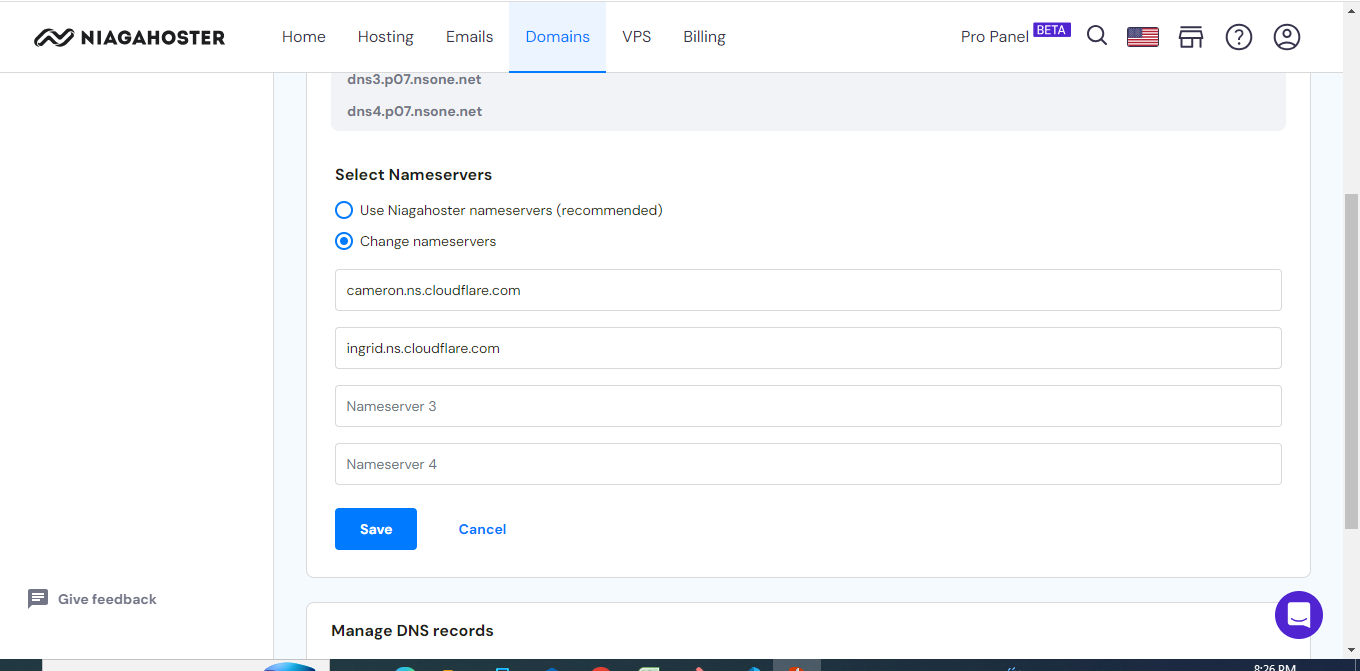 NIAGAHOSTER
Home Hosting Emails Domains VPS Billing Pro Panel BETA
dns3.p07.nsone.net
dns4.p07.nsone.net
Select Nameservers
Use Niagahoster nameservers (recommended)
Change nameservers
cameron.ns.cloudflare.com
ingrid.ns.cloudflare.com
Nameserver 3
Nameserver 4
Save Cancel
Give feedback
Manage DNS records
8:26 PM